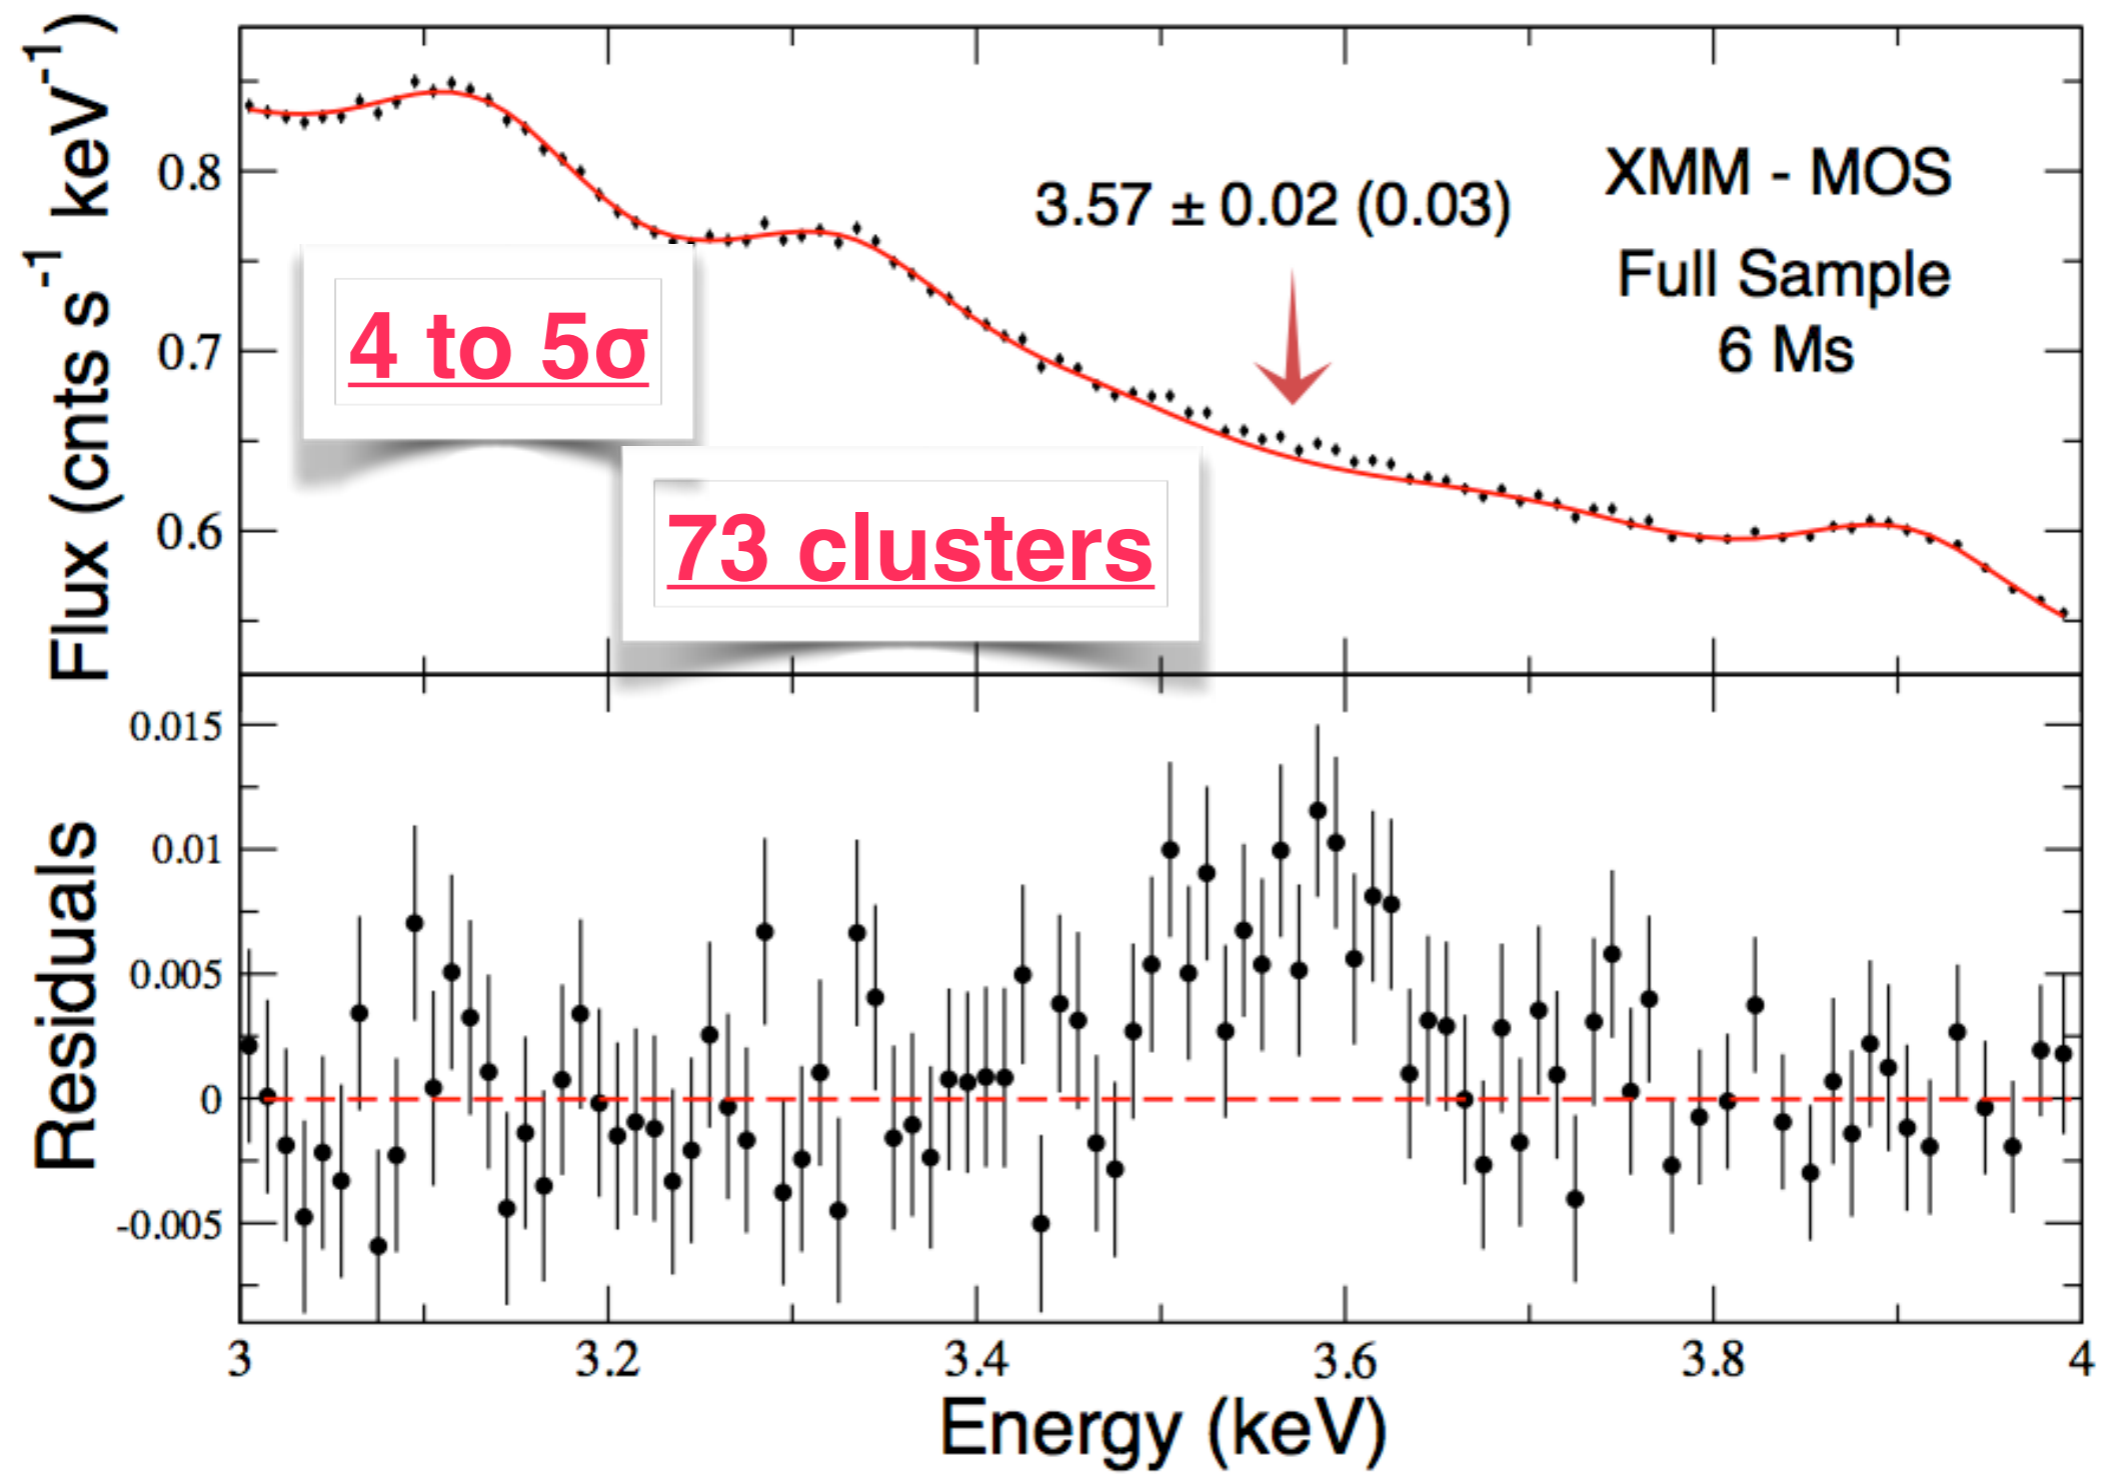 Flux (cnts s⁻¹ keV⁻¹)
0.8
0.7
0.6
3.57 ± 0.02 (0.03)
XMM - MOS
Full Sample
6 Ms
4 to 5σ
73 clusters
Residuals
0.015
0.01
0.005
0
-0.005
3 3.2 3.4 3.6 3.8 4
Energy (keV)